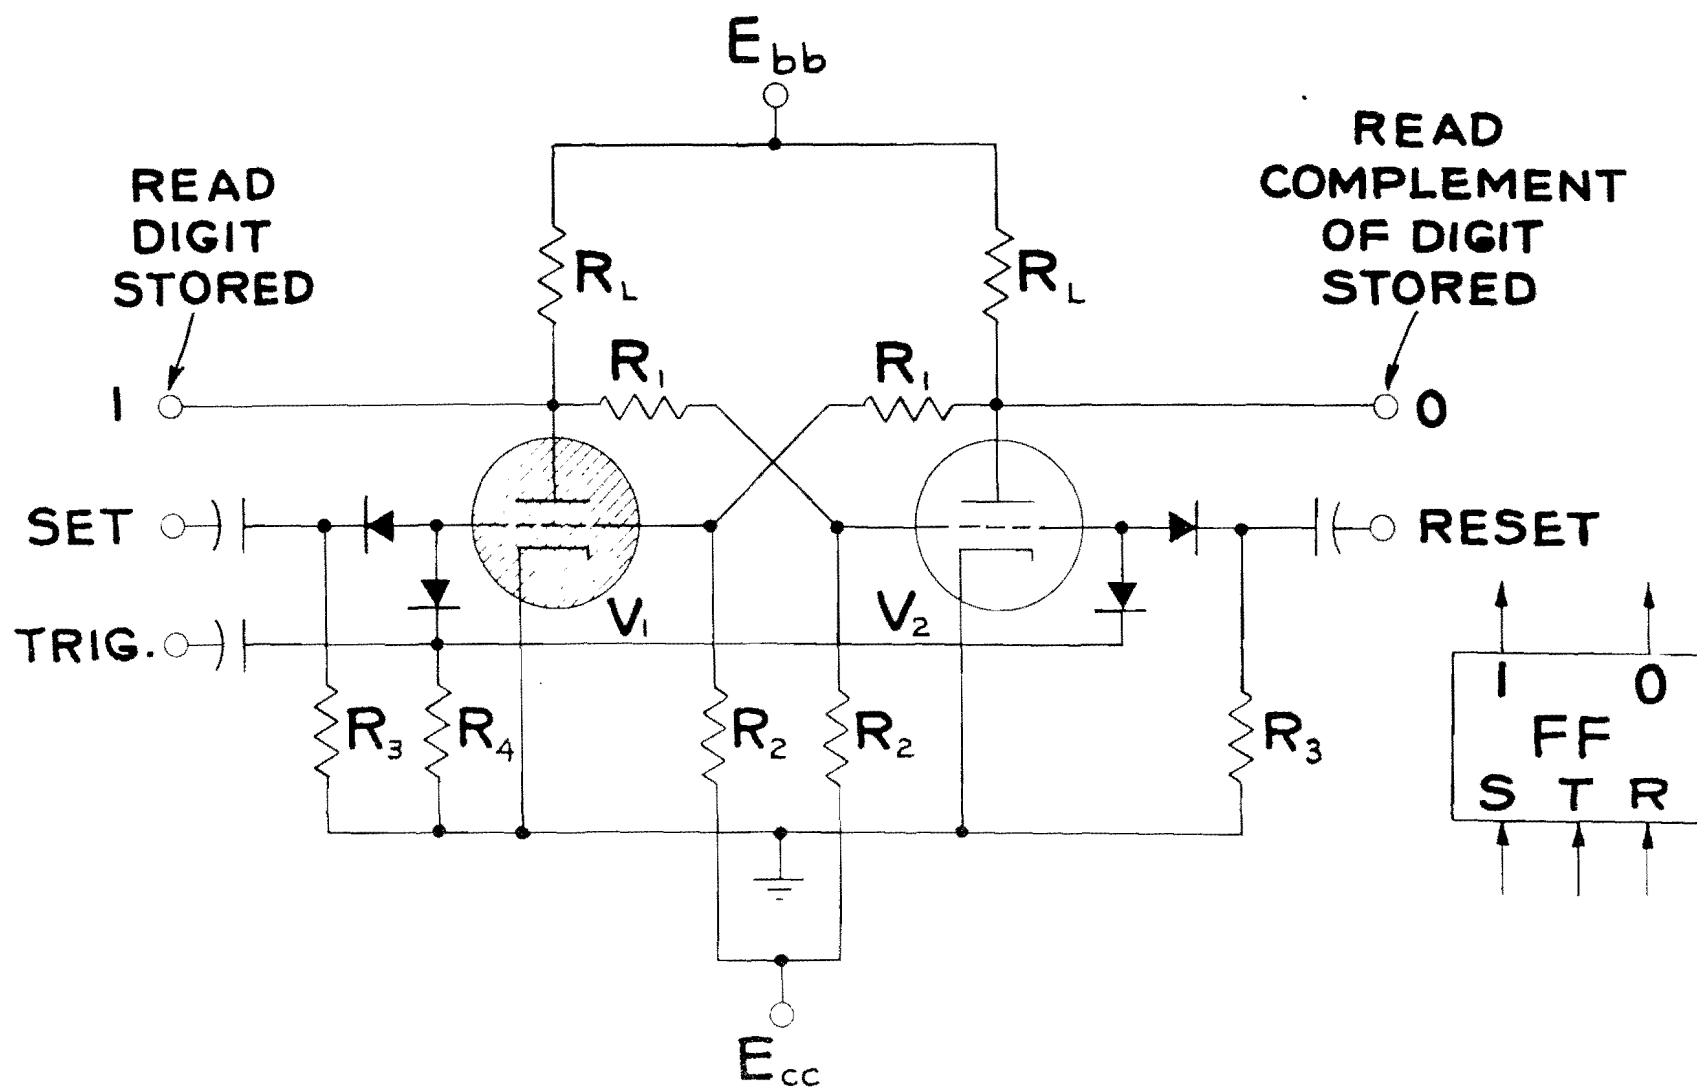 E bb
READ
DIGIT
STORED
READ
COMPLEMENT
OF DIGIT
STORED
R L
R L
R 1
R 1
1
0
SET
RESET
TRIG.
V 1
V 2
R 3
R 4
R 2
R 2
R 3
1 0
FF
S T R
E cc